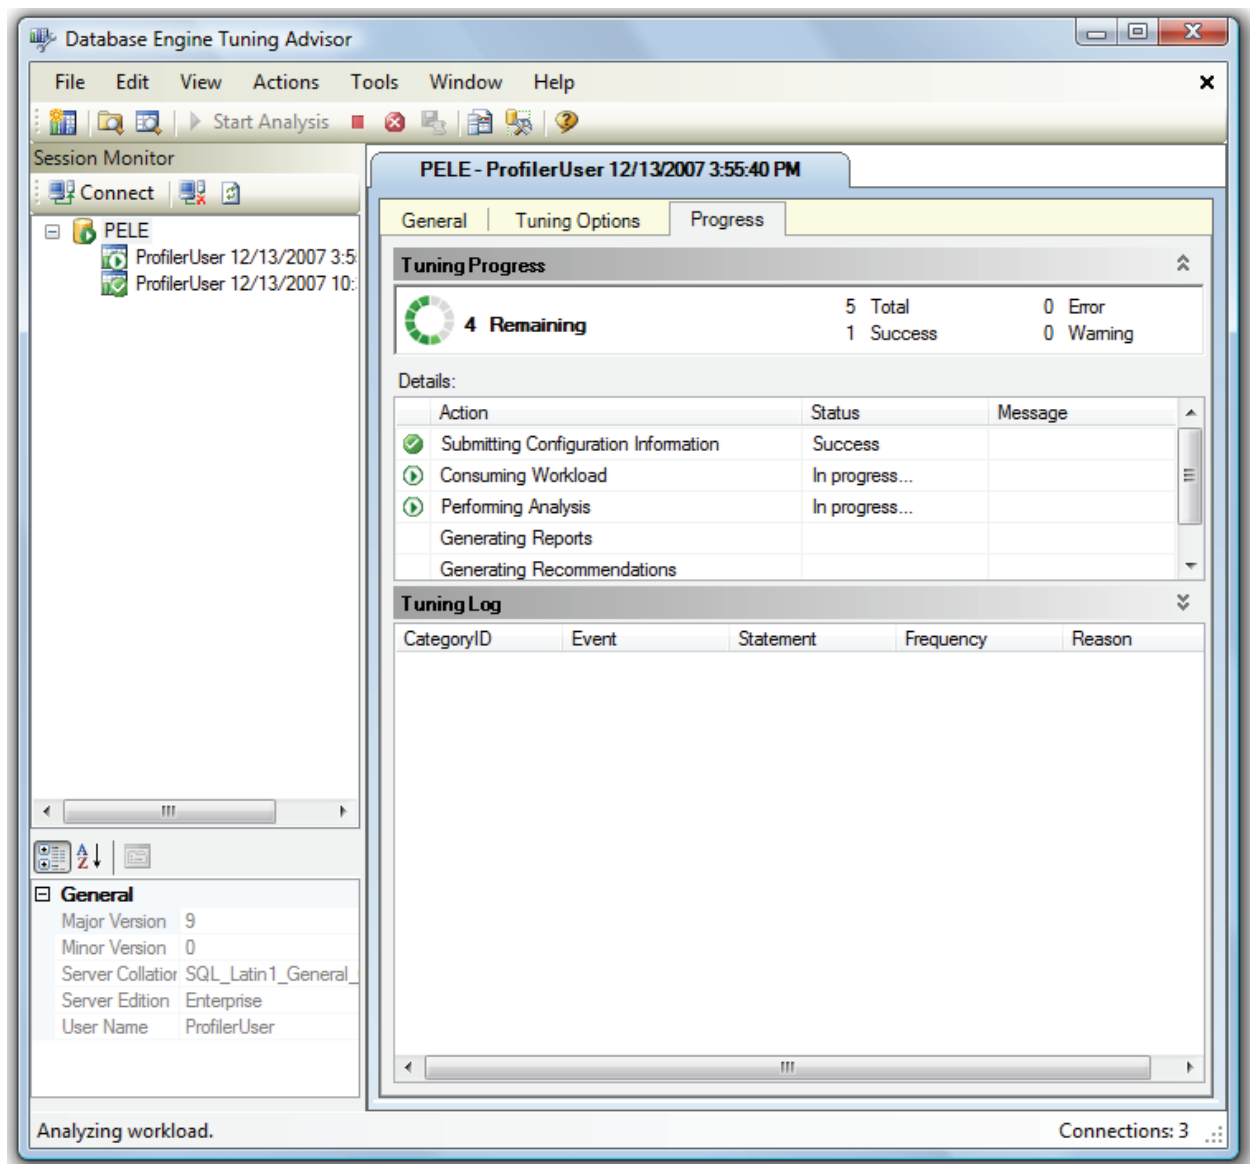 Database Engine Tuning Advisor
File Edit View Actions Tools Window Help
Start Analysis
Session Monitor
Connect
PELE
ProfilerUser 12/13/2007 3:5
ProfilerUser 12/13/2007 10:
General
Major Version 9
Minor Version 0
Server Collation SQL_Latin1_General_
Server Edition Enterprise
User Name ProfilerUser
PELE - ProfilerUser 12/13/2007 3:55:40 PM
General Tuning Options Progress
Tuning Progress
4 Remaining
5 Total 0 Error
1 Success 0 Warning
Details:
Action Status Message
Submitting Configuration Information Success
Consuming Workload In progress...
Performing Analysis In progress...
Generating Reports
Generating Recommendations
Tuning Log
CategoryID Event Statement Frequency Reason
Analyzing workload. Connections: 3